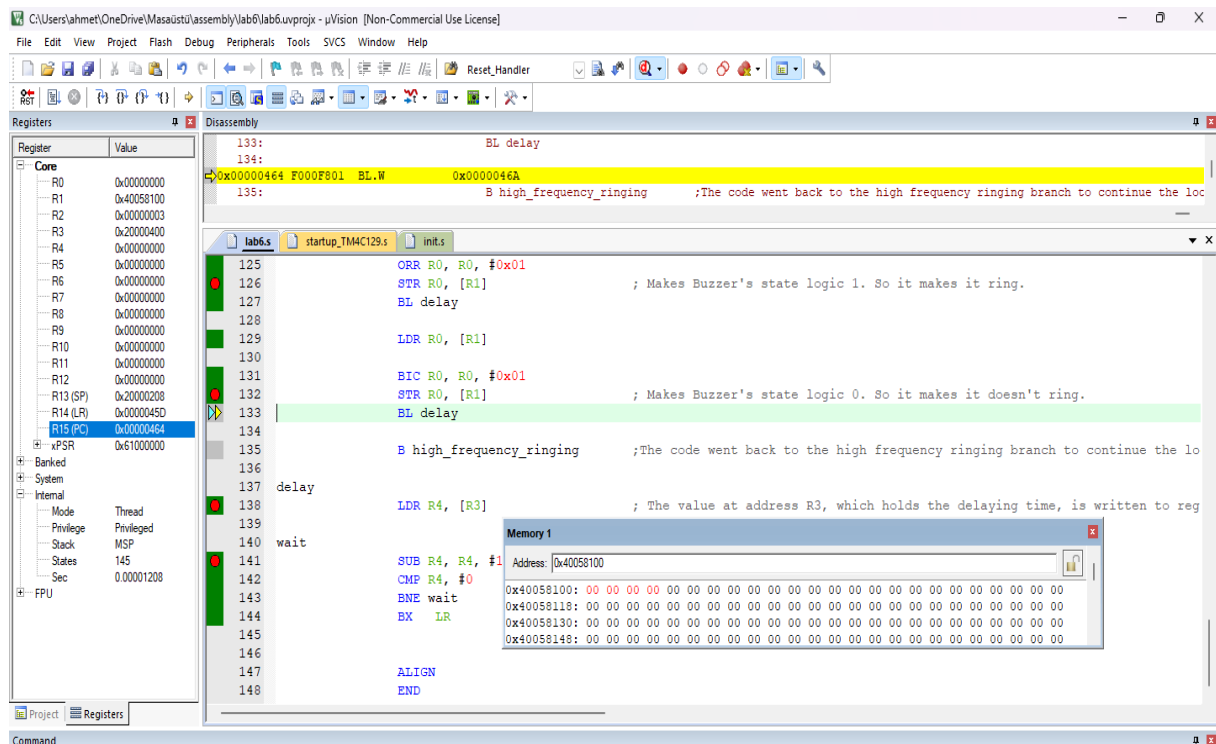 C:\Users\ahmet\OneDrive\Masaüstü\assembly\lab6\lab6.uvprojx - µVision [Non-Commercial Use License]
File Edit View Project Flash Debug Peripherals Tools SVCS Window Help
Reset_Handler
RST
Registers
Register Value
Core
R0 0x00000000
R1 0x40058100
R2 0x00000003
R3 0x20000400
R4 0x00000000
R5 0x00000000
R6 0x00000000
R7 0x00000000
R8 0x00000000
R9 0x00000000
R10 0x00000000
R11 0x00000000
R12 0x00000000
R13 (SP) 0x20000208
R14 (LR) 0x0000045D
R15 (PC) 0x00000464
xPSR 0x61000000
Banked
System
Internal
Mode Thread
Privilege Privileged
Stack MSP
States 145
Sec 0.00001208
FPU
Project Registers
Disassembly
133: BL delay
134:
0x00000464 F000F801 BL.W 0x0000046A
135: B high_frequency_ringing ;The code went back to the high frequency ringing branch to continue the loc
lab6.s startup_TM4C129.s init.s
125 ORR R0, R0, #0x01
126 STR R0, [R1] ; Makes Buzzer's state logic 1. So it makes it ring.
127 BL delay
128
129 LDR R0, [R1]
130
131 BIC R0, R0, #0x01
132 STR R0, [R1] ; Makes Buzzer's state logic 0. So it makes it doesn't ring.
133 BL delay
134
135 B high_frequency_ringing ;The code went back to the high frequency ringing branch to continue the lo
136
137 delay
138 LDR R4, [R3] ; The value at address R3, which holds the delaying time, is written to reg
139
140 wait
141 SUB R4, R4, #1
142 CMP R4, #0
143 BNE wait
144 BX LR
145
146
147 ALIGN
148 END
Memory 1
Address: 0x40058100
0x40058100: 00 00 00 00 00 00 00 00 00 00 00 00 00 00 00 00 00 00 00 00 00 00 00 00
0x40058118: 00 00 00 00 00 00 00 00 00 00 00 00 00 00 00 00 00 00 00 00 00 00 00 00
0x40058130: 00 00 00 00 00 00 00 00 00 00 00 00 00 00 00 00 00 00 00 00 00 00 00 00
0x40058148: 00 00 00 00 00 00 00 00 00 00 00 00 00 00 00 00 00 00 00 00 00 00 00 00
Command